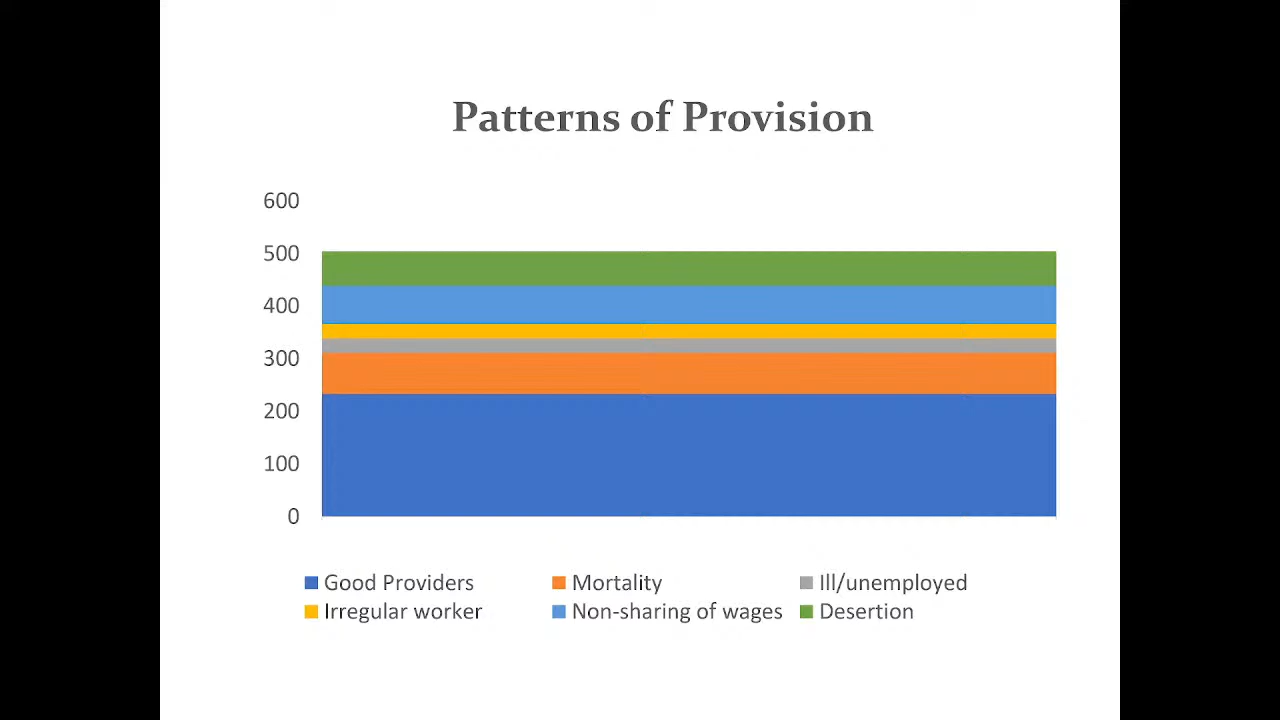 Patterns of Provision
600
500
400
300
200
100
0
Good Providers Mortality Ill/unemployed
Irregular worker Non-sharing of wages Desertion